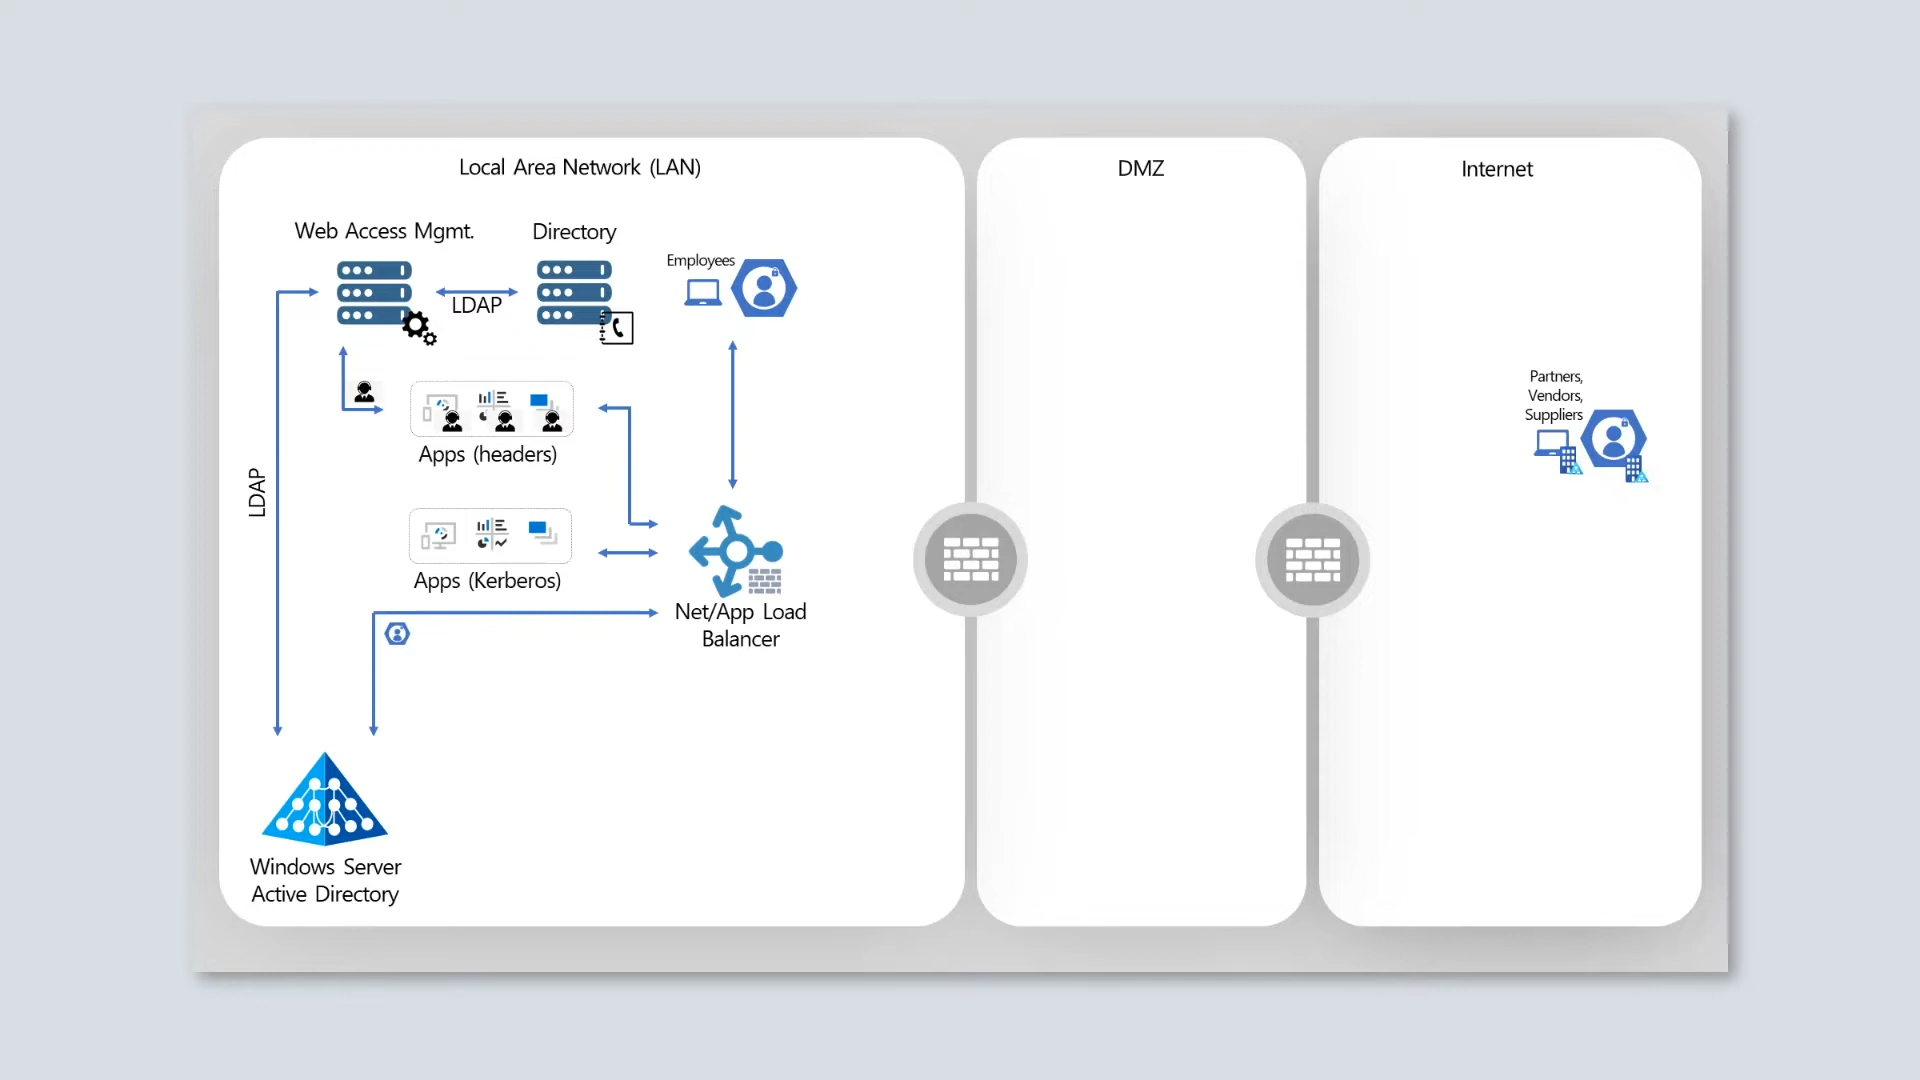 Local Area Network (LAN)
DMZ
Internet
Web Access Mgmt.
Directory
Employees
LDAP
Partners,
Vendors,
Suppliers
Apps (headers)
LDAP
Apps (Kerberos)
Net/App Load
Balancer
Windows Server
Active Directory